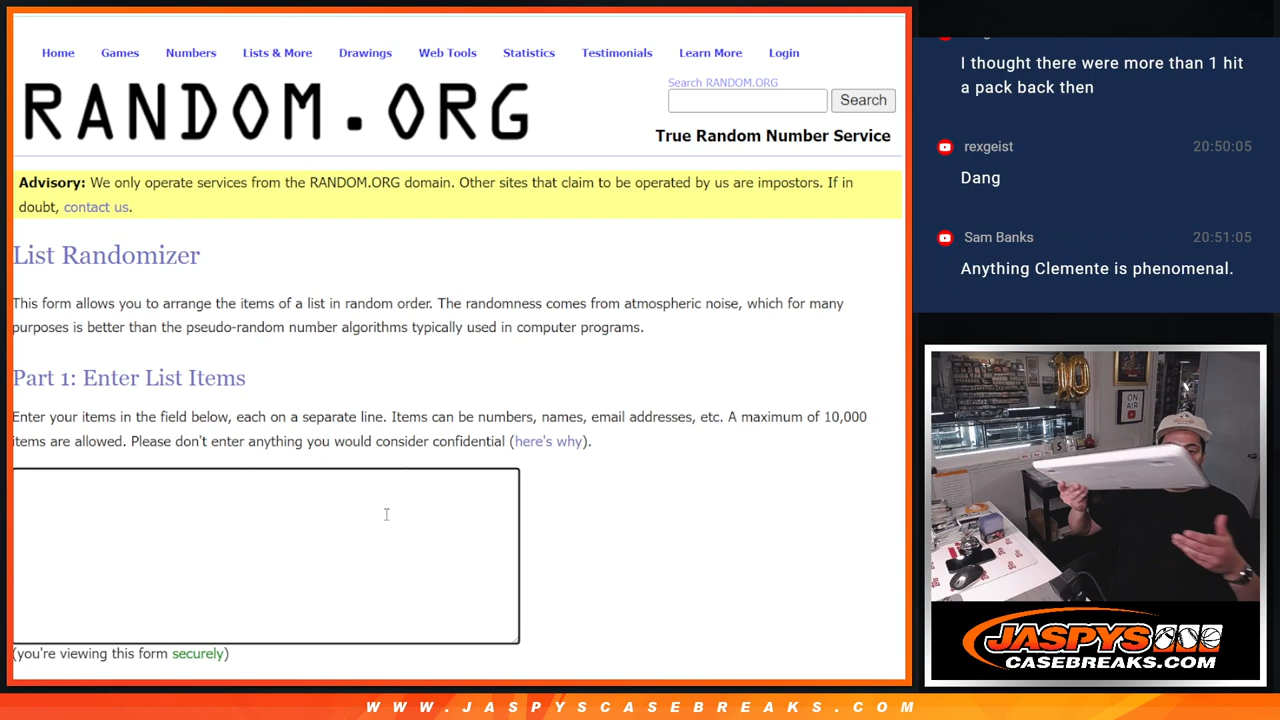 Home Games Numbers Lists & More Drawings Web Tools Statistics Testimonials Learn More Login
RANDOM.ORG
Search RANDOM.ORG
Search
True Random Number Service
Advisory: We only operate services from the RANDOM.ORG domain. Other sites that claim to be operated by us are impostors. If in
doubt, contact us.
List Randomizer
This form allows you to arrange the items of a list in random order. The randomness comes from atmospheric noise, which for many
purposes is better than the pseudo-random number algorithms typically used in computer programs.
Part 1: Enter List Items
Enter your items in the field below, each on a separate line. Items can be numbers, names, email addresses, etc. A maximum of 10,000
items are allowed. Please don't enter anything you would consider confidential (here's why).
(you're viewing this form securely)
I thought there were more than 1 hit
a pack back then
rexgeist 20:50:05
Dang
Sam Banks 20:51:05
Anything Clemente is phenomenal.
10
ON
AIR
JASPYS
CASEBREAKS.COM
WWW.JASPYSCASEBREAKS.COM